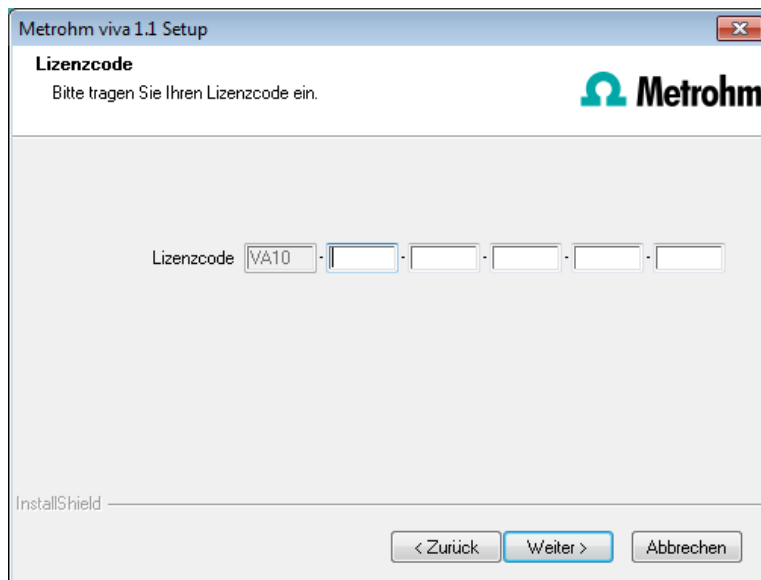 Metrohm viva 1.1 Setup
Lizenzcode
Bitte tragen Sie Ihren Lizenzcode ein.
Metrohm
Lizenzcode VA10 - - - - -
InstallShield
< Zurück Weiter > Abbrechen